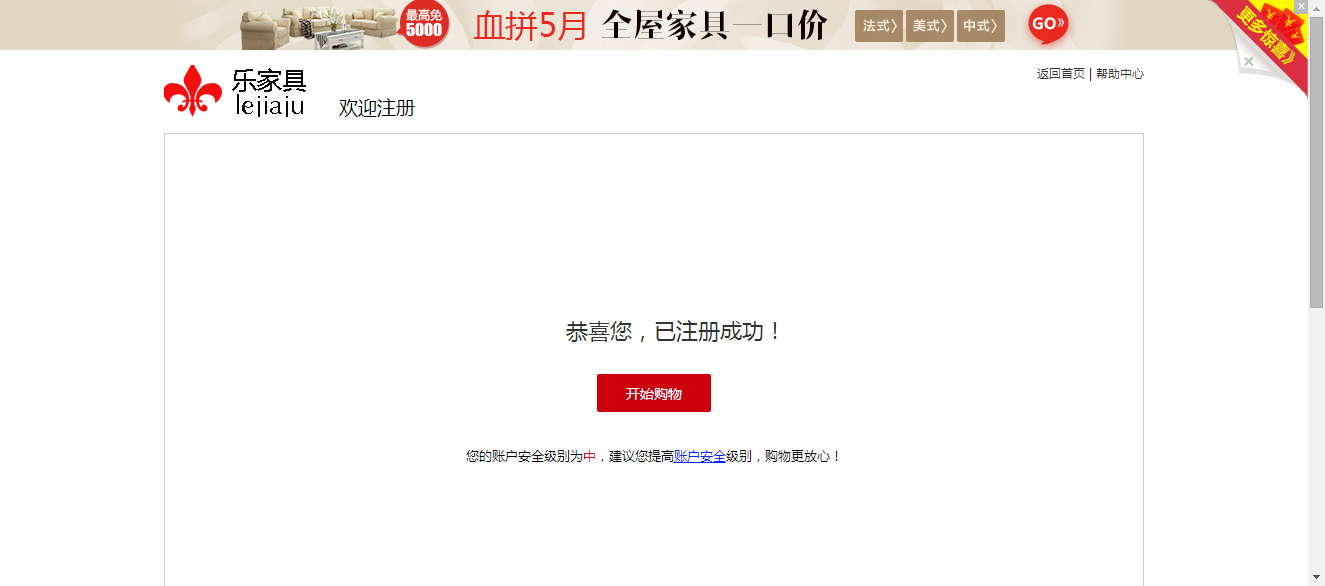 最高免
5000
血拼5月 全屋家具一口价
法式〉 美式〉 中式〉
GO»
更多惊喜》
返回首页 | 帮助中心
乐家具
lejiaju
欢迎注册
恭喜您，已注册成功！
开始购物
您的账户安全级别为中，建议您提高账户安全级别，购物更放心！